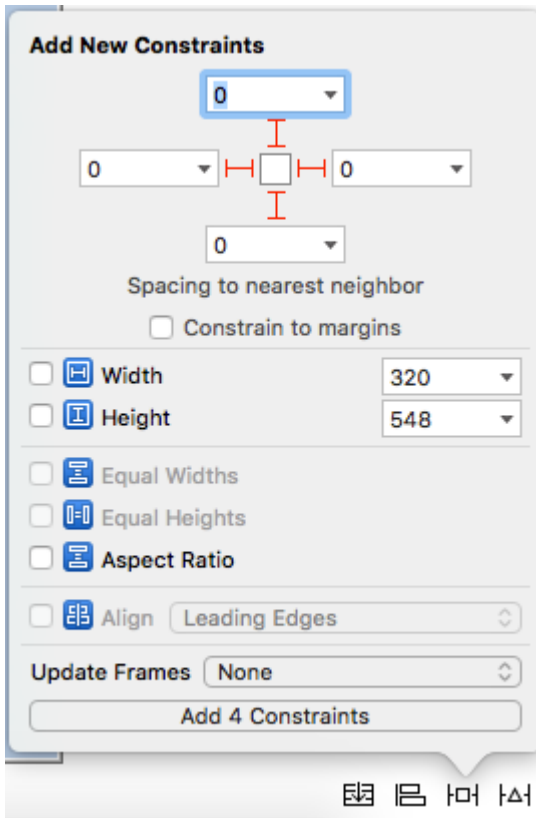 Add New Constraints
0
0 0
0
Spacing to nearest neighbor
Constrain to margins
Width 320
Height 548
Equal Widths
Equal Heights
Aspect Ratio
Align Leading Edges
Update Frames None
Add 4 Constraints